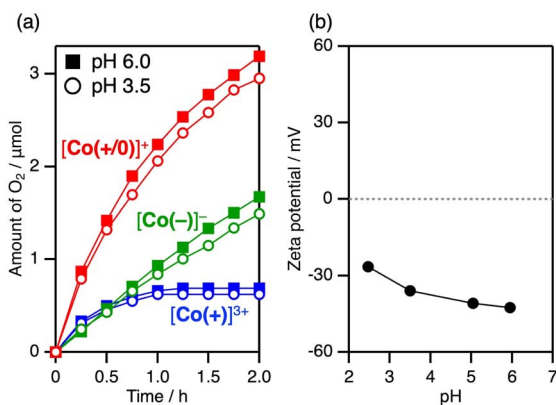 (a)
pH 6.0
pH 3.5
[Co(+/0)]⁺
[Co(–)]⁻
[Co(+)]³⁺
Amount of O₂ / μmol
3
2
1
0
0
0.5
1.0
1.5
2.0
Time / h
(b)
Zeta potential / mV
60
30
0
-30
-60
2
3
4
5
6
7
pH